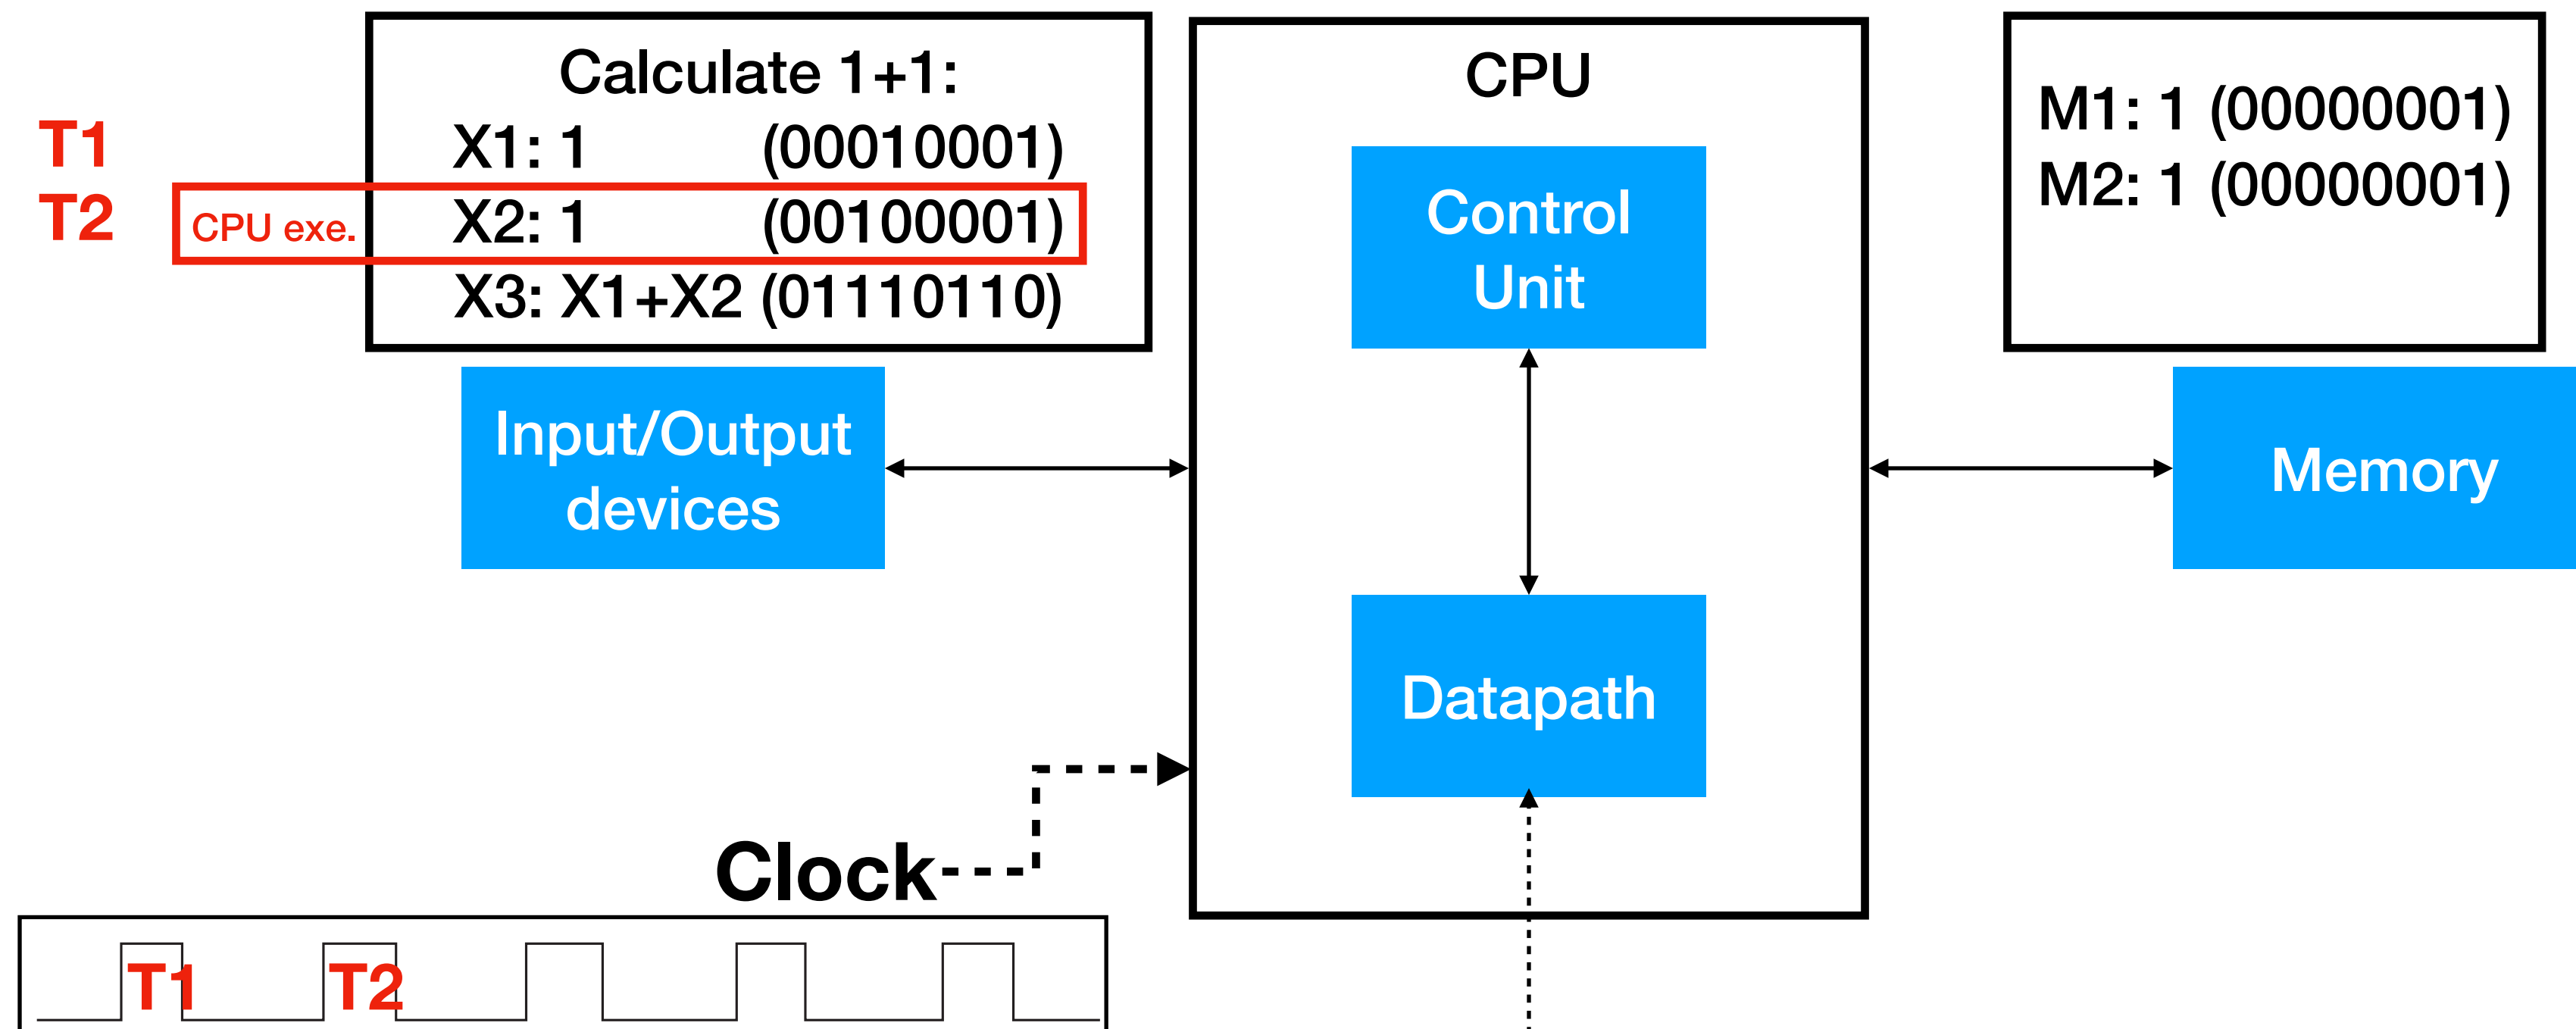 Calculate 1+1:
T1
X1: 1 (00010001)
T2
CPU exe.
X2: 1 (00100001)
X3: X1+X2 (01110110)
Input/Output
devices
CPU
Control
Unit
Datapath
M1: 1 (00000001)
M2: 1 (00000001)
Memory
Clock
T1
T2